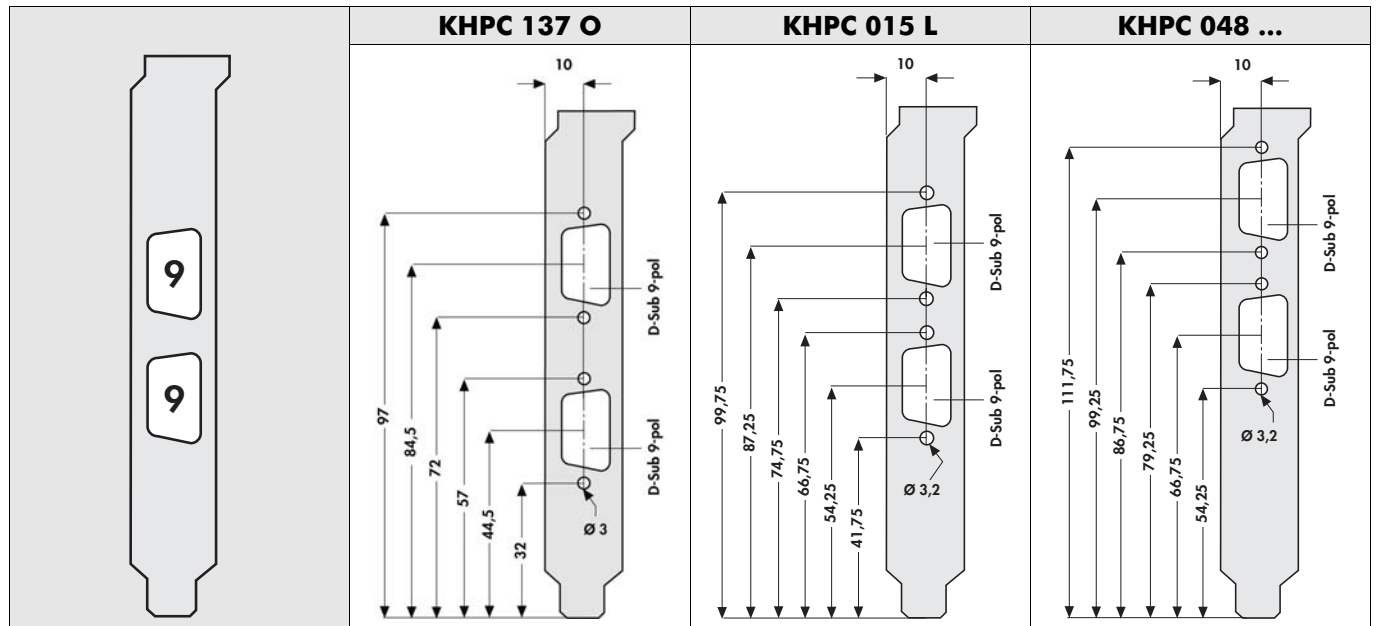 KHPC 137 O
KHPC 015 L
KHPC 048 ...
9
9
10
97
84,5
72
57
44,5
32
D-Sub 9-pol
D-Sub 9-pol
Ø 3
10
99,75
87,25
74,75
66,75
54,25
41,75
D-Sub 9-pol
D-Sub 9-pol
Ø 3,2
10
111,75
99,25
86,75
79,25
66,75
54,25
D-Sub 9-pol
D-Sub 9-pol
Ø 3,2